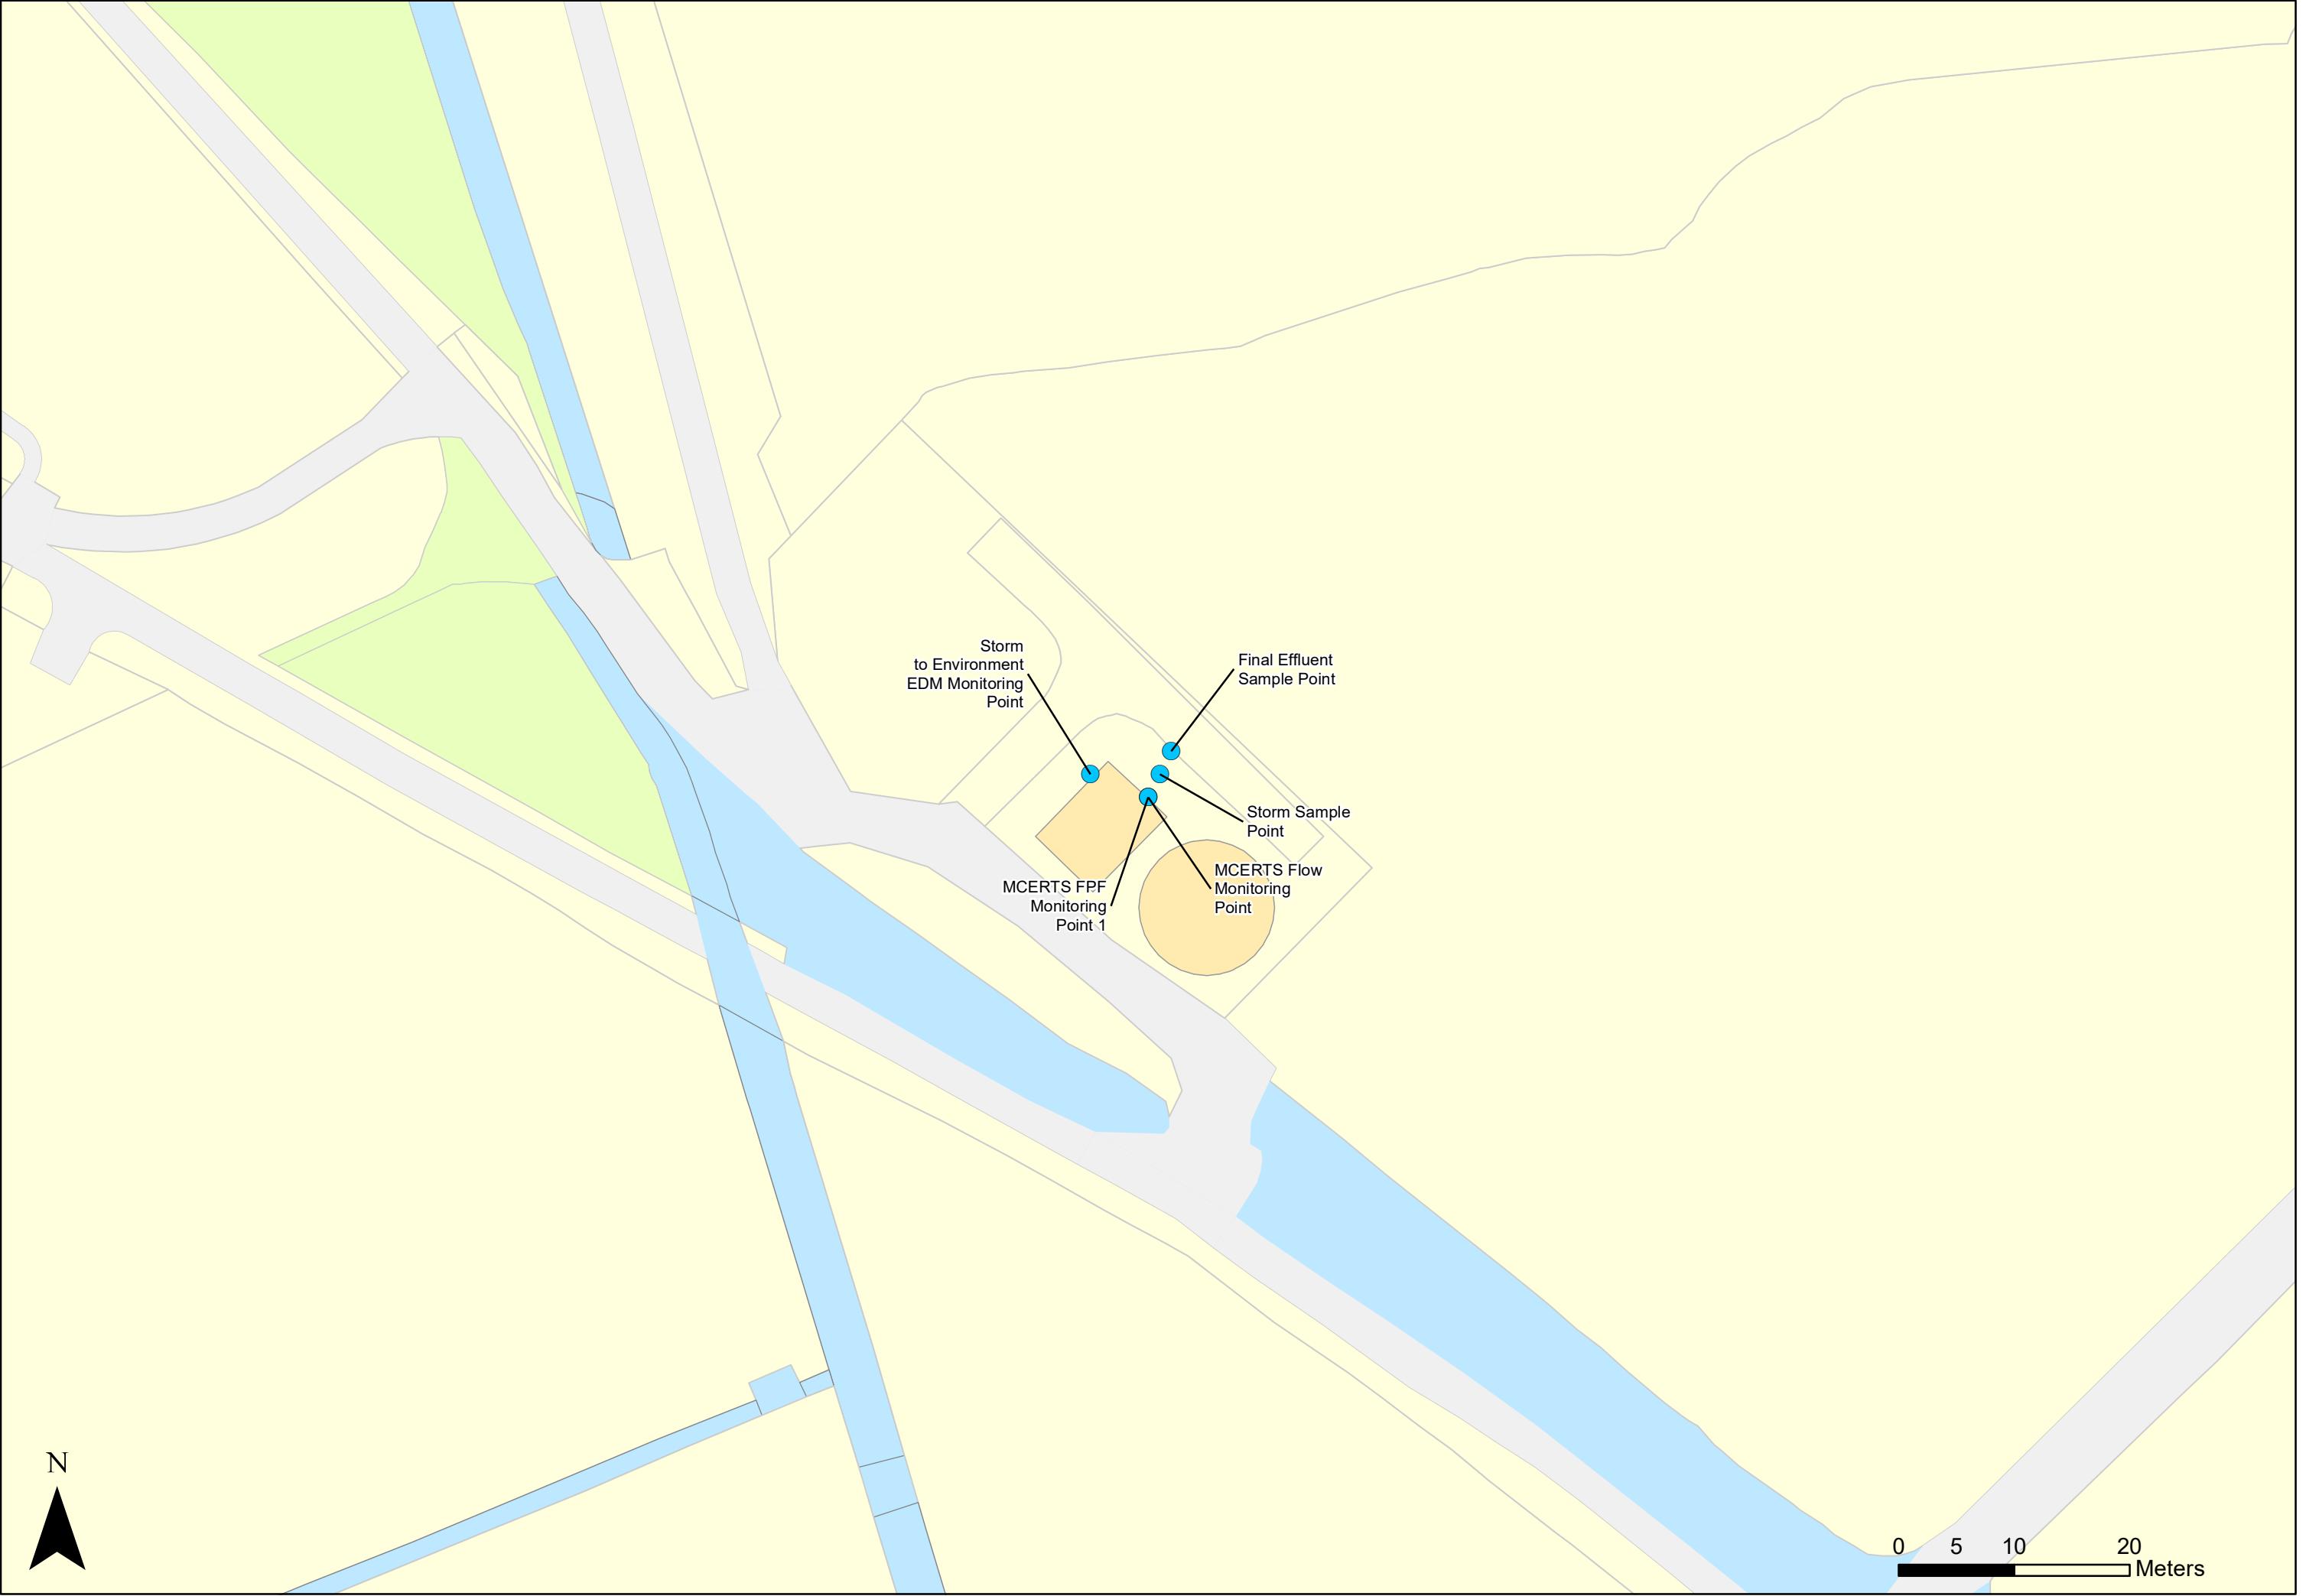 Storm
to Environment
EDM Monitoring
Point
Final Effluent
Sample Point
Storm Sample
Point
MCERTS Flow
Monitoring
Point
MCERTS FPF
Monitoring
Point 1
N
0 5 10 20
Meters